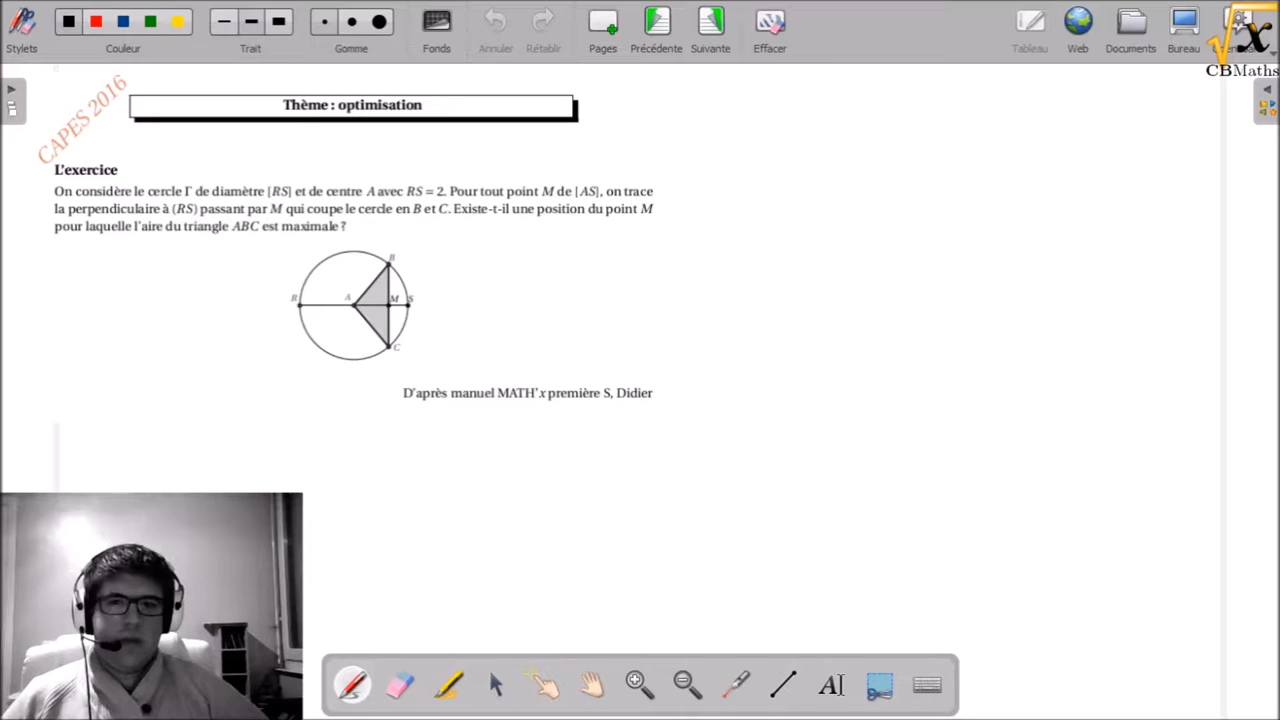 Stylets Couleur Trait Gomme Fonds Annuler Rétablir Pages Précédente Suivante Effacer Tableau Web Documents Bureau
x
CBMaths
CAPES 2016
Thème : optimisation
L'exercice
On considère le cercle Γ de diamètre [RS] et de centre A avec RS = 2. Pour tout point M de [AS], on trace
la perpendiculaire à (RS) passant par M qui coupe le cercle en B et C. Existe-t-il une position du point M
pour laquelle l'aire du triangle ABC est maximale ?
B
R A M S
C
D'après manuel MATH'x première S, Didier
AI